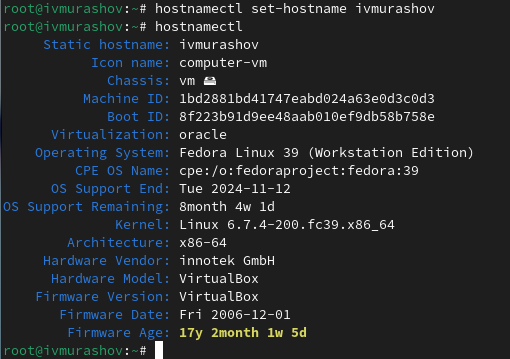 root@ivmurashov:~# hostnamectl set-hostname ivmurashov
root@ivmurashov:~# hostnamectl
Static hostname: ivmurashov
Icon name: computer-vm
Chassis: vm 🖴
Machine ID: 1bd2881bd41747eabd024a63e0d3c0d3
Boot ID: 8f223b91d9ee48aab010ef9db58b758e
Virtualization: oracle
Operating System: Fedora Linux 39 (Workstation Edition)
CPE OS Name: cpe:/o:fedoraproject:fedora:39
OS Support End: Tue 2024-11-12
OS Support Remaining: 8month 4w 1d
Kernel: Linux 6.7.4-200.fc39.x86_64
Architecture: x86-64
Hardware Vendor: innotek GmbH
Hardware Model: VirtualBox
Firmware Version: VirtualBox
Firmware Date: Fri 2006-12-01
Firmware Age: 17y 2month 1w 5d
root@ivmurashov:~#